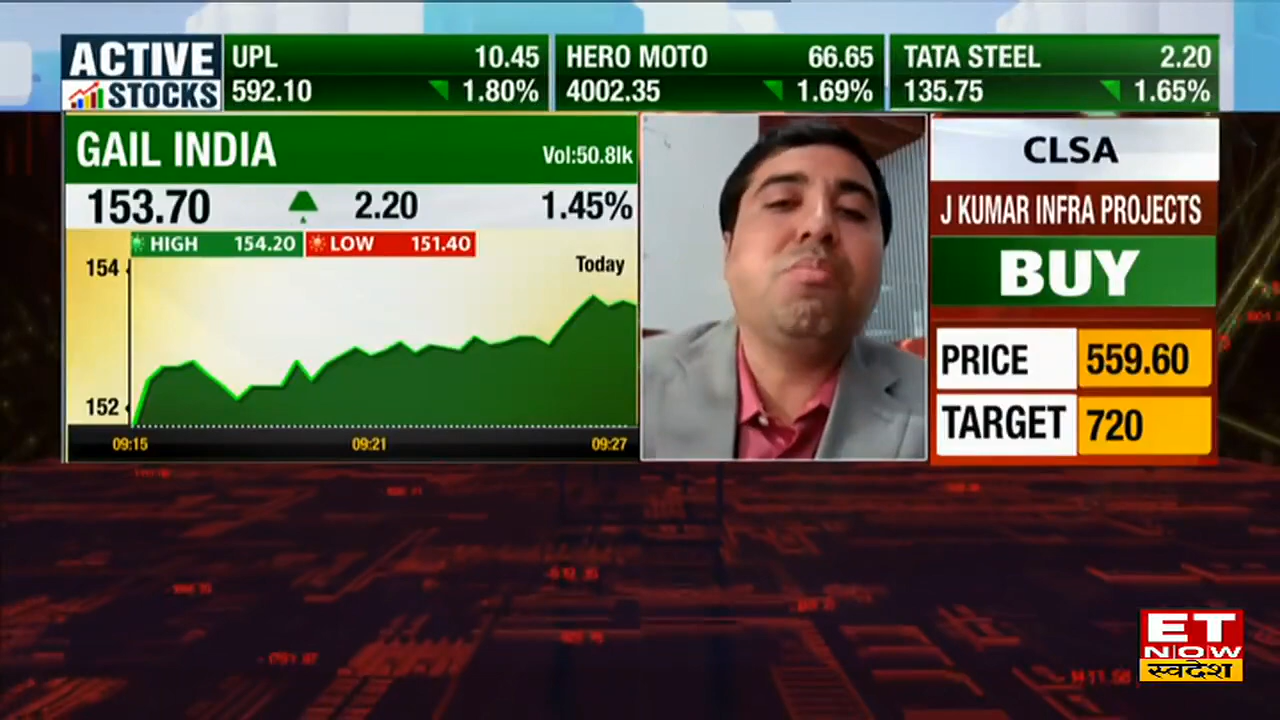 ACTIVE
STOCKS
UPL 10.45
592.10 1.80%
HERO MOTO 66.65
4002.35 1.69%
TATA STEEL 2.20
135.75 1.65%
GAIL INDIA Vol:50.8lk
153.70 2.20 1.45%
HIGH 154.20 LOW 151.40
Today
154
152
09:15 09:21 09:27
CLSA
J KUMAR INFRA PROJECTS
BUY
PRICE 559.60
TARGET 720
ET
NOW
स्वदेश